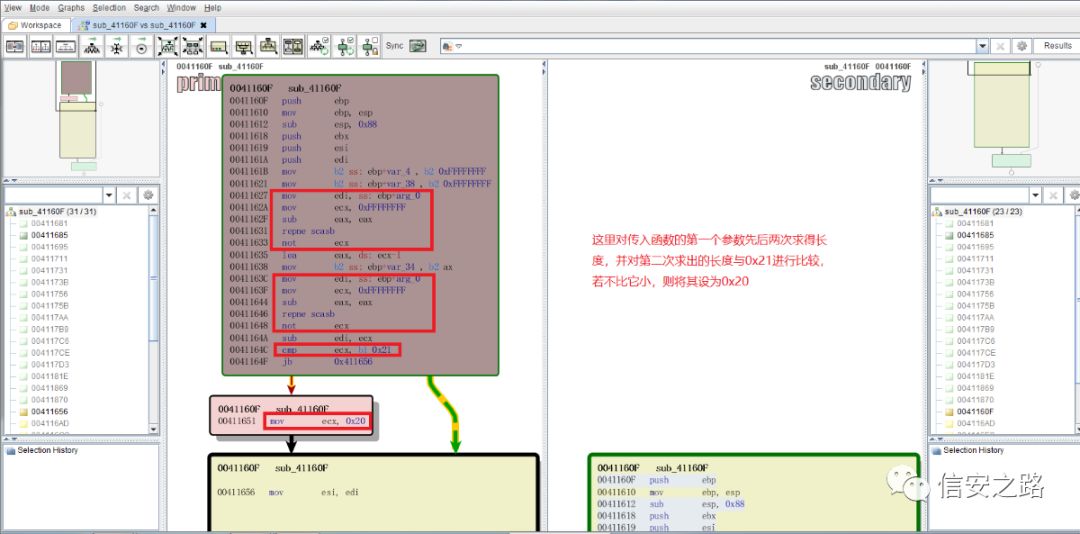 View Mode Graphs Selection Search Window Help
Workspace sub_41160F vs sub_41160F
Sync Results
0041160F sub_41160F
sub_41160F 0041160F
primary
secondary
0041160F sub_41160F
0041160F push ebp
00411610 mov ebp, esp
00411612 sub esp, 0x88
00411618 push ebx
00411619 push esi
0041161A push edi
0041161B mov b2 ss: ebp+var_4 , b2 0xFFFFFFFF
00411621 mov b2 ss: ebp+var_38 , b2 0xFFFFFFFF
00411627 mov edi, ss: ebp+arg_0
0041162A mov ecx, 0xFFFFFFFF
0041162F sub eax, eax
00411631 repne scasb
00411633 not ecx
00411635 lea eax, ds: ecx-1
00411638 mov b2 ss: ebp+var_34 , b2 ax
0041163C mov edi, ss: ebp+arg_0
0041163F mov ecx, 0xFFFFFFFF
00411644 sub eax, eax
00411646 repne scasb
00411648 not ecx
0041164A sub edi, ecx
0041164C cmp ecx, b1 0x21
0041164F jb 0x411656
0041160F sub_41160F
00411651 mov ecx, 0x20
0041160F sub_41160F
00411656 mov esi, edi
这里对传入函数的第一个参数先后两次求得长
度，并对第二次求出的长度与0x21进行比较，
若不比它小，则将其设为0x20
0041160F sub_41160F
0041160F push ebp
00411610 mov ebp, esp
00411612 sub esp, 0x88
00411618 push ebx
00411619 push esi
sub_41160F (31 / 31)
00411681
00411685
00411695
004116DE
00411711
00411731
0041173B
00411756
0041175B
004117AA
004117B9
004117C6
004117CE
004117D3
0041181E
00411869
00411870
00411656
004116AD
Selection History
sub_41160F (23 / 23)
00411681
00411685
00411695
004116DE
00411711
00411731
0041173B
00411756
0041175B
004117AA
004117B9
004117C6
004117CE
004117D3
0041181E
00411869
00411870
0041160F
004116AD
Selection History
信安之路